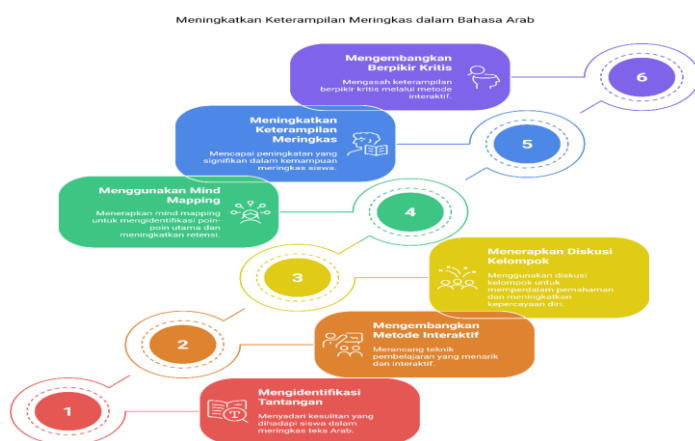 Meningkatkan Keterampilan Meringkas dalam Bahasa Arab
Mengembangkan
Berpikir Kritis
Mengasah keterampilan
berpikir kritis melalui metode
interaktif.
6
Meningkatkan
Keterampilan
Meringkas
Mencapai peningkatan yang
signifikan dalam kemampuan
meringkas siswa.
5
Menggunakan Mind
Mapping
Menerapkan mind mapping
untuk mengidentifikasi poin-
poin utama dan
meningkatkan retensi.
4
3
Menerapkan Diskusi
Kelompok
Menggunakan diskusi
kelompok untuk
memperdalam pemahaman
dan meningkatkan
kepercayaan diri.
2
Mengembangkan
Metode Interaktif
Merancang teknik
pembelajaran yang menarik
dan interaktif.
1
Mengidentifikasi
Tantangan
Menyadari kesulitan yang
dihadapi siswa dalam
meringkas teks Arab.